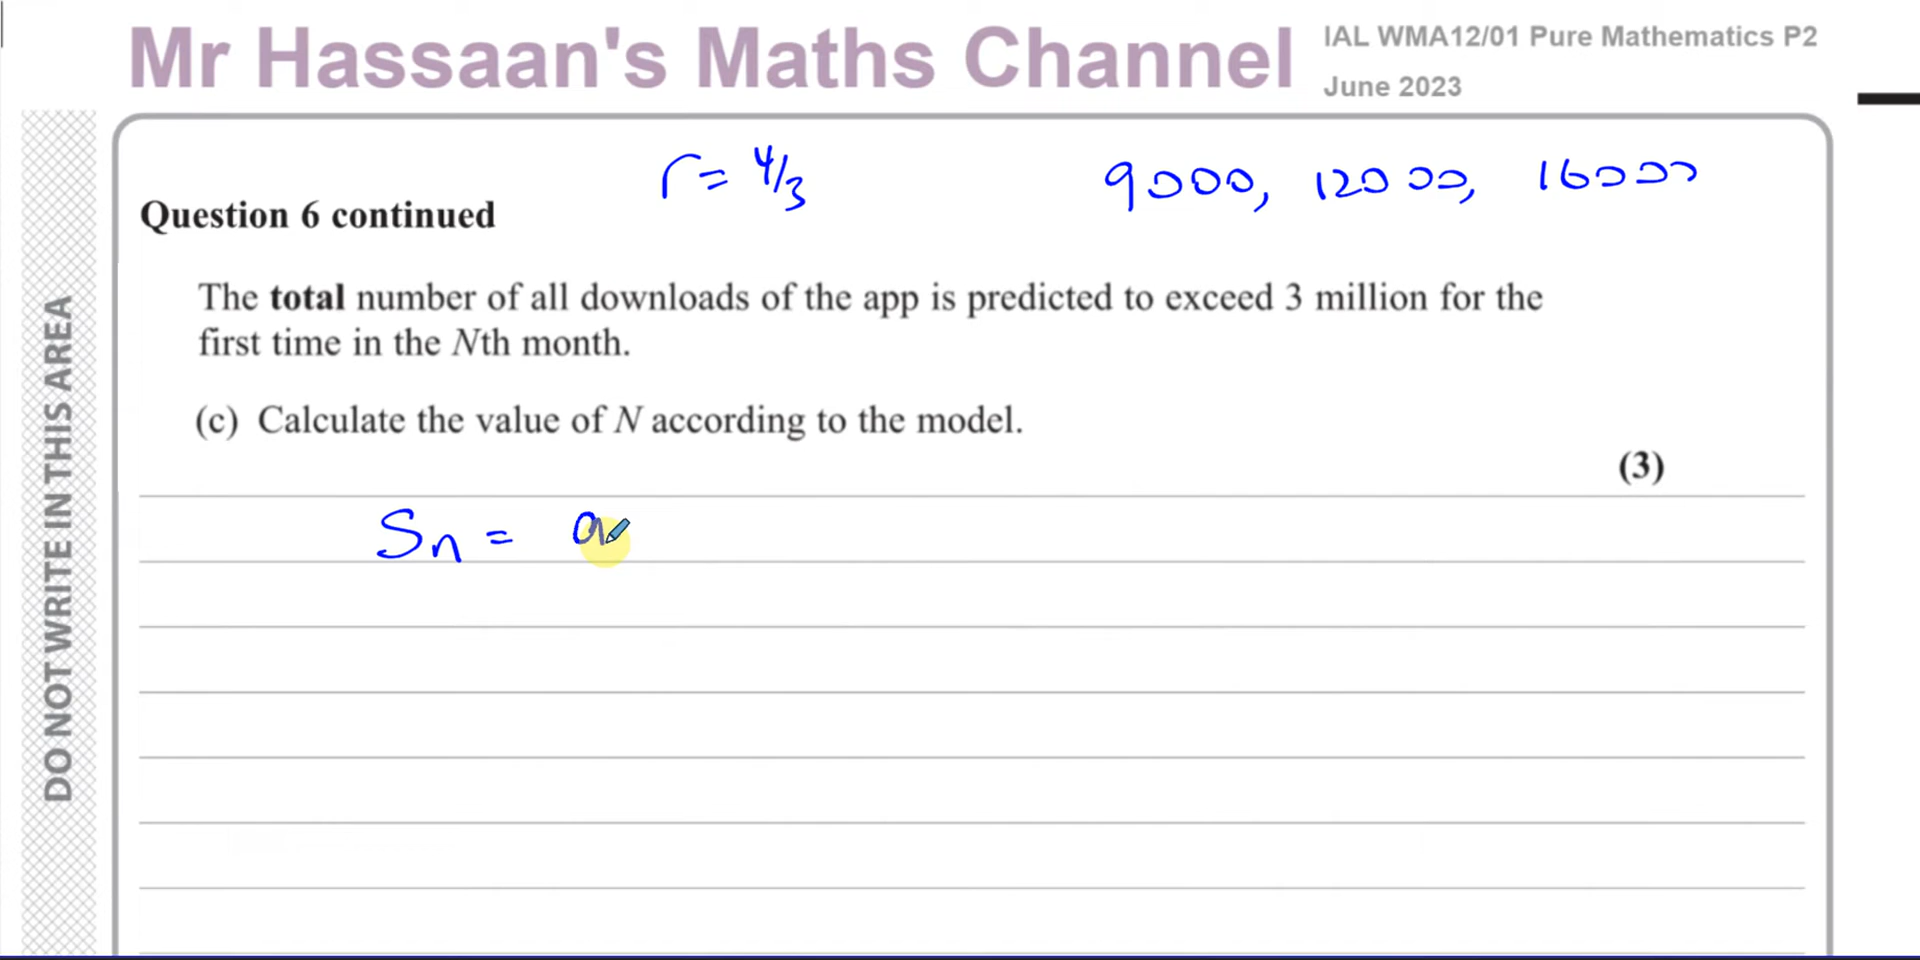 Mr Hassaan's Maths Channel
IAL WMA12/01 Pure Mathematics P2
June 2023
r = 4/3
9000, 12000, 16000
Question 6 continued
The total number of all downloads of the app is predicted to exceed 3 million for the
first time in the Nth month.
(c) Calculate the value of N according to the model.
(3)
Sn = a
DO NOT WRITE IN THIS AREA